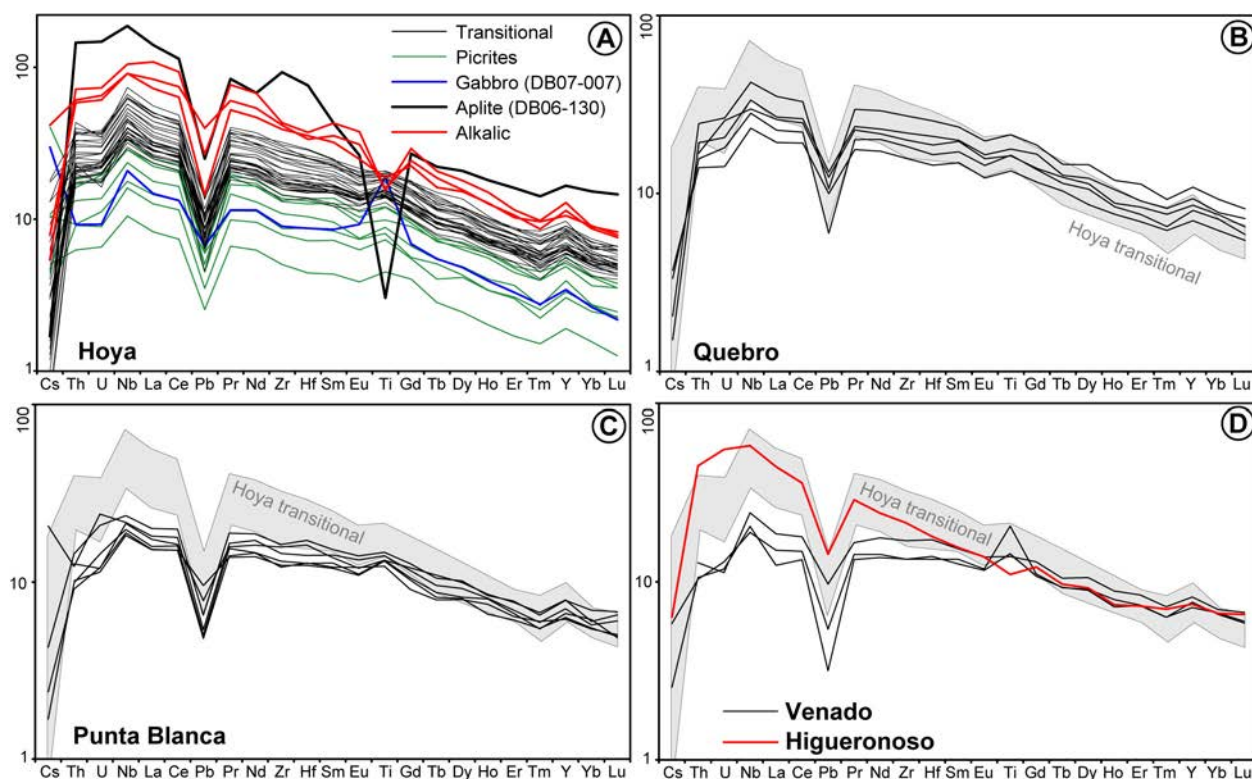 A
Transitional
Picrites
Gabbro (DB07-007)
Aplite (DB06-130)
Alkalic
100
10
1
Hoya
Cs Th U Nb La Ce Pb Pr Nd Zr Hf Sm Eu Ti Gd Tb Dy Ho Er Tm Y Yb Lu
B
100
10
1
Hoya transitional
Quebro
Cs Th U Nb La Ce Pb Pr Nd Zr Hf Sm Eu Ti Gd Tb Dy Ho Er Tm Y Yb Lu
C
100
10
1
Hoya transitional
Punta Blanca
Cs Th U Nb La Ce Pb Pr Nd Zr Hf Sm Eu Ti Gd Tb Dy Ho Er Tm Y Yb Lu
D
100
10
1
Hoya transitional
Venado
Higueronoso
Cs Th U Nb La Ce Pb Pr Nd Zr Hf Sm Eu Ti Gd Tb Dy Ho Er Tm Y Yb Lu